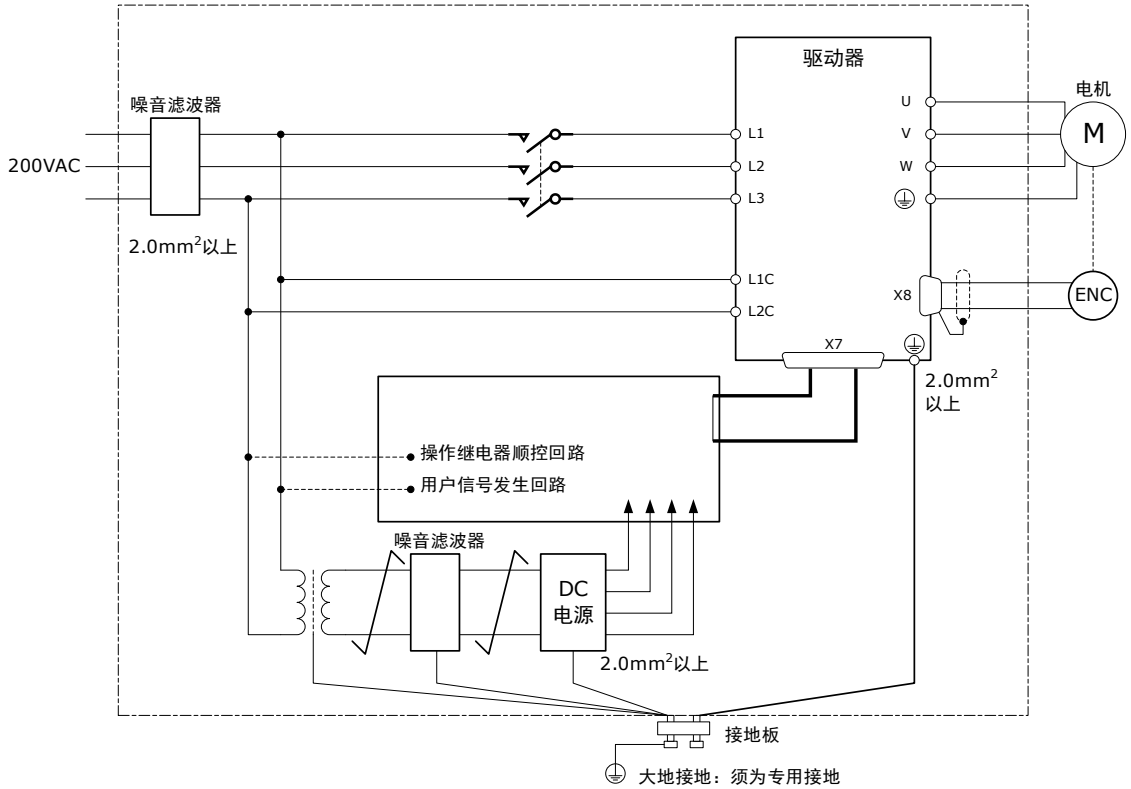 驱动器
噪音滤波器
电机
U
L1
V
M
200VAC
L2
W
L3
2.0mm²以上
L1C
X8
ENC
L2C
X7
2.0mm²
以上
操作继电器顺控回路
用户信号发生回路
噪音滤波器
DC
电源
2.0mm²以上
接地板
大地接地：须为专用接地